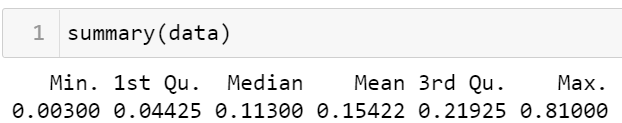 1 summary(data)
Min. 1st Qu. Median Mean 3rd Qu. Max.
0.00300 0.04425 0.11300 0.15422 0.21925 0.81000